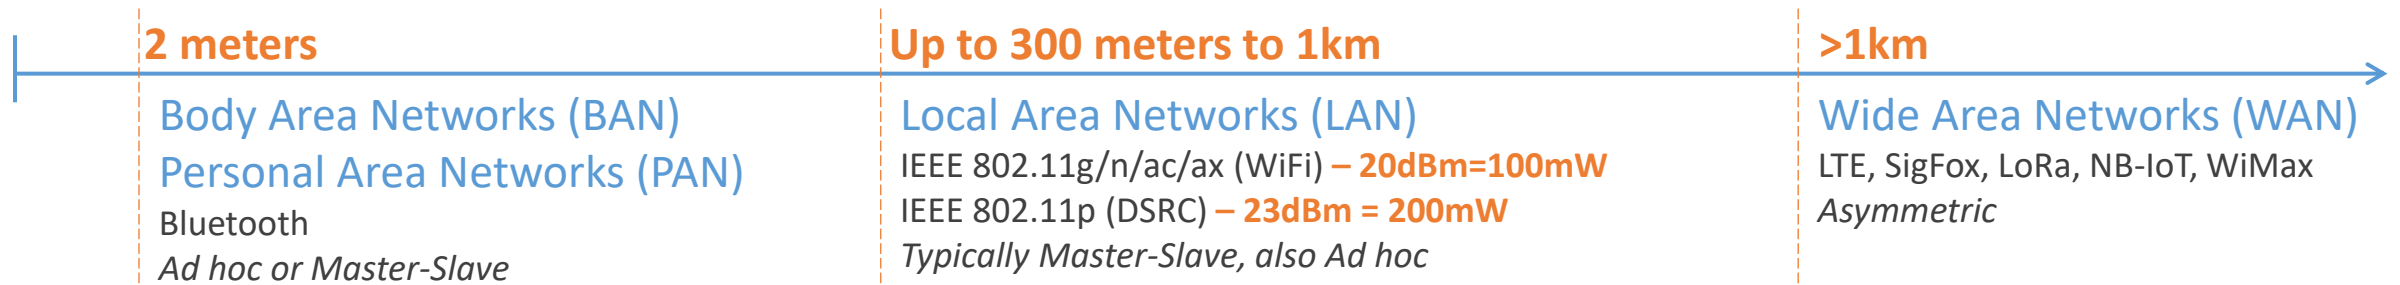 2 meters
Body Area Networks (BAN)
Personal Area Networks (PAN)
Bluetooth
Ad hoc or Master-Slave
Up to 300 meters to 1km
Local Area Networks (LAN)
IEEE 802.11g/n/ac/ax (WiFi) – 20dBm=100mW
IEEE 802.11p (DSRC) – 23dBm = 200mW
Typically Master-Slave, also Ad hoc
>1km
Wide Area Networks (WAN)
LTE, SigFox, LoRa, NB-IoT, WiMax
Asymmetric